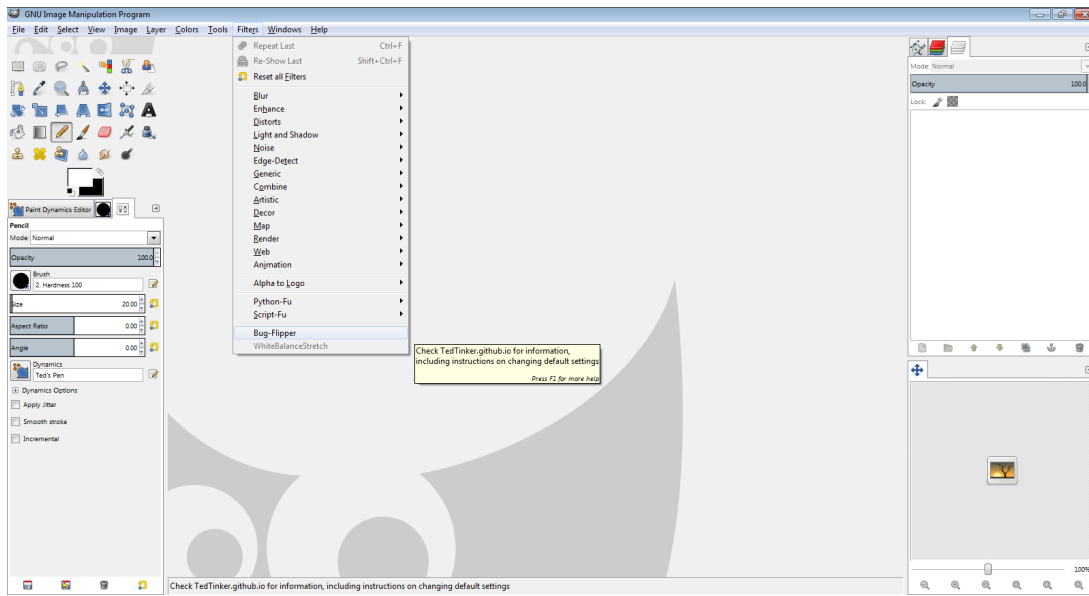 GNU Image Manipulation Program
File Edit Select View Image Layer Colors Tools Filters Windows Help
Repeat Last Ctrl+F
Re-Show Last Shift+Ctrl+F
Reset all Filters
Blur
Enhance
Distorts
Light and Shadow
Noise
Edge-Detect
Generic
Combine
Artistic
Decor
Map
Render
Web
Animation
Alpha to Logo
Python-Fu
Script-Fu
Bug-Flipper
WhiteBalanceStretch
Check TedTinker.github.io for information,
including instructions on changing default settings
Press F1 for more help
Paint Dynamics Editor
Pencil
Mode: Normal
Opacity 100.0
Brush
2. Hardness 100
Size 20.00
Aspect Ratio 0.00
Angle 0.00
Dynamics
Ted's Pen
Dynamics Options
Apply Jitter
Smooth stroke
Incremental
Mode: Normal
Opacity 100.0
Lock:
100%
Check TedTinker.github.io for information, including instructions on changing default settings